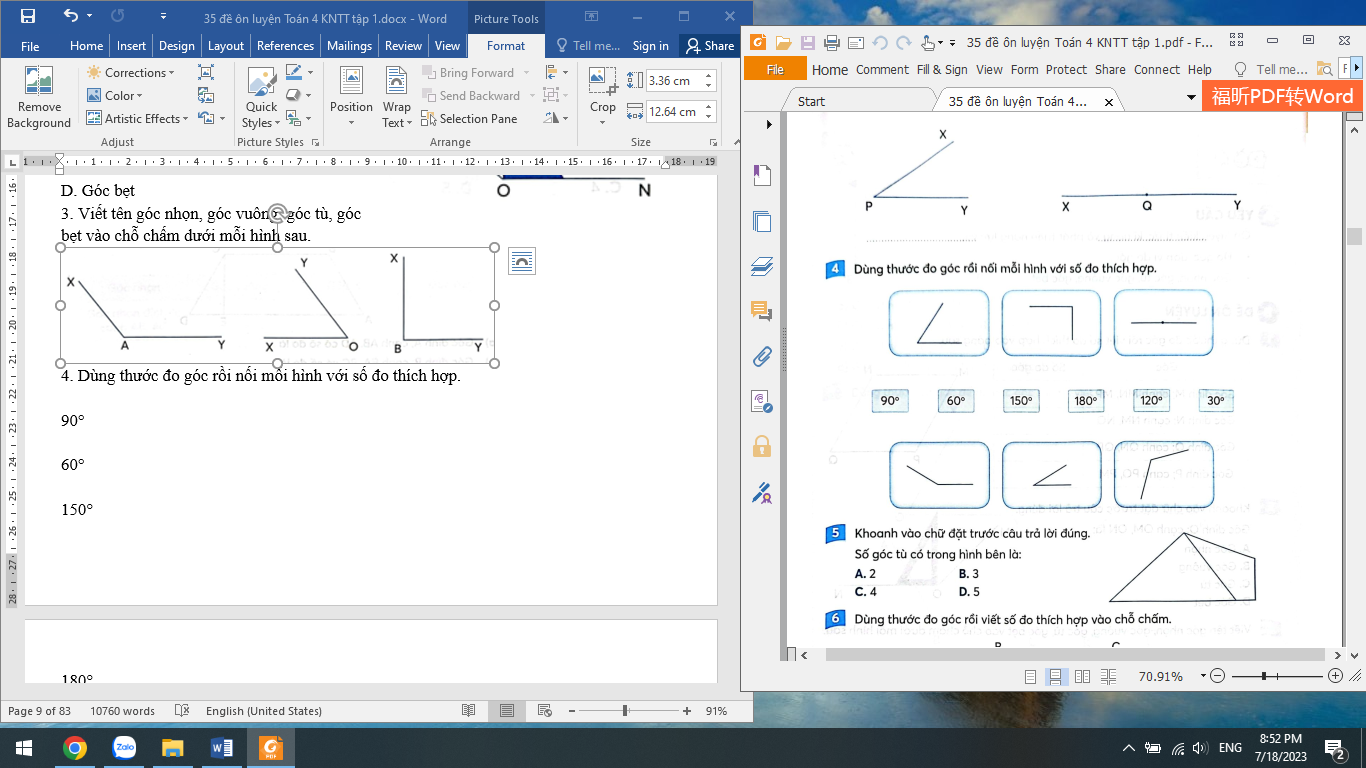 35 đề ôn luyện Toán 4 KNTT tập 1.docx - Word
Picture Tools
File
Home
Insert
Design
Layout
References
Mailings
Review
View
Format
Tell me...
Sign in
Share
Remove Background
Corrections
Color
Artistic Effects
Adjust
Quick Styles
Picture Styles
Position
Wrap Text
Bring Forward
Send Backward
Selection Pane
Arrange
Crop
3.36 cm
12.64 cm
Size
D. Góc bẹt
O N
3. Viết tên góc nhọn, góc vuông, góc tù, góc
bẹt vào chỗ chấm dưới mỗi hình sau.
X A Y
Y X O
X B Y
4. Dùng thước đo góc rồi nối mỗi hình với số đo thích hợp.
90°
60°
150°
180°
Page 9 of 83
10760 words
English (United States)
91%
35 đề ôn luyện Toán 4 KNTT tập 1.pdf - F...
File
Home
Comment
Fill & Sign
View
Form
Protect
Share
Connect
Help
Tell me...
Start
35 đề ôn luyện Toán 4...
福昕PDF转Word
X
P Y
X Q Y
4 Dùng thước đo góc rồi nối mỗi hình với số đo thích hợp.
90° 60° 150° 180° 120° 30°
5 Khoanh vào chữ đặt trước câu trả lời đúng.
Số góc tù có trong hình bên là:
A. 2 B. 3
C. 4 D. 5
6 Dùng thước đo góc rồi viết số đo thích hợp vào chỗ chấm.
70.91%
Zalo
PDF
ENG
8:52 PM
7/18/2023
2